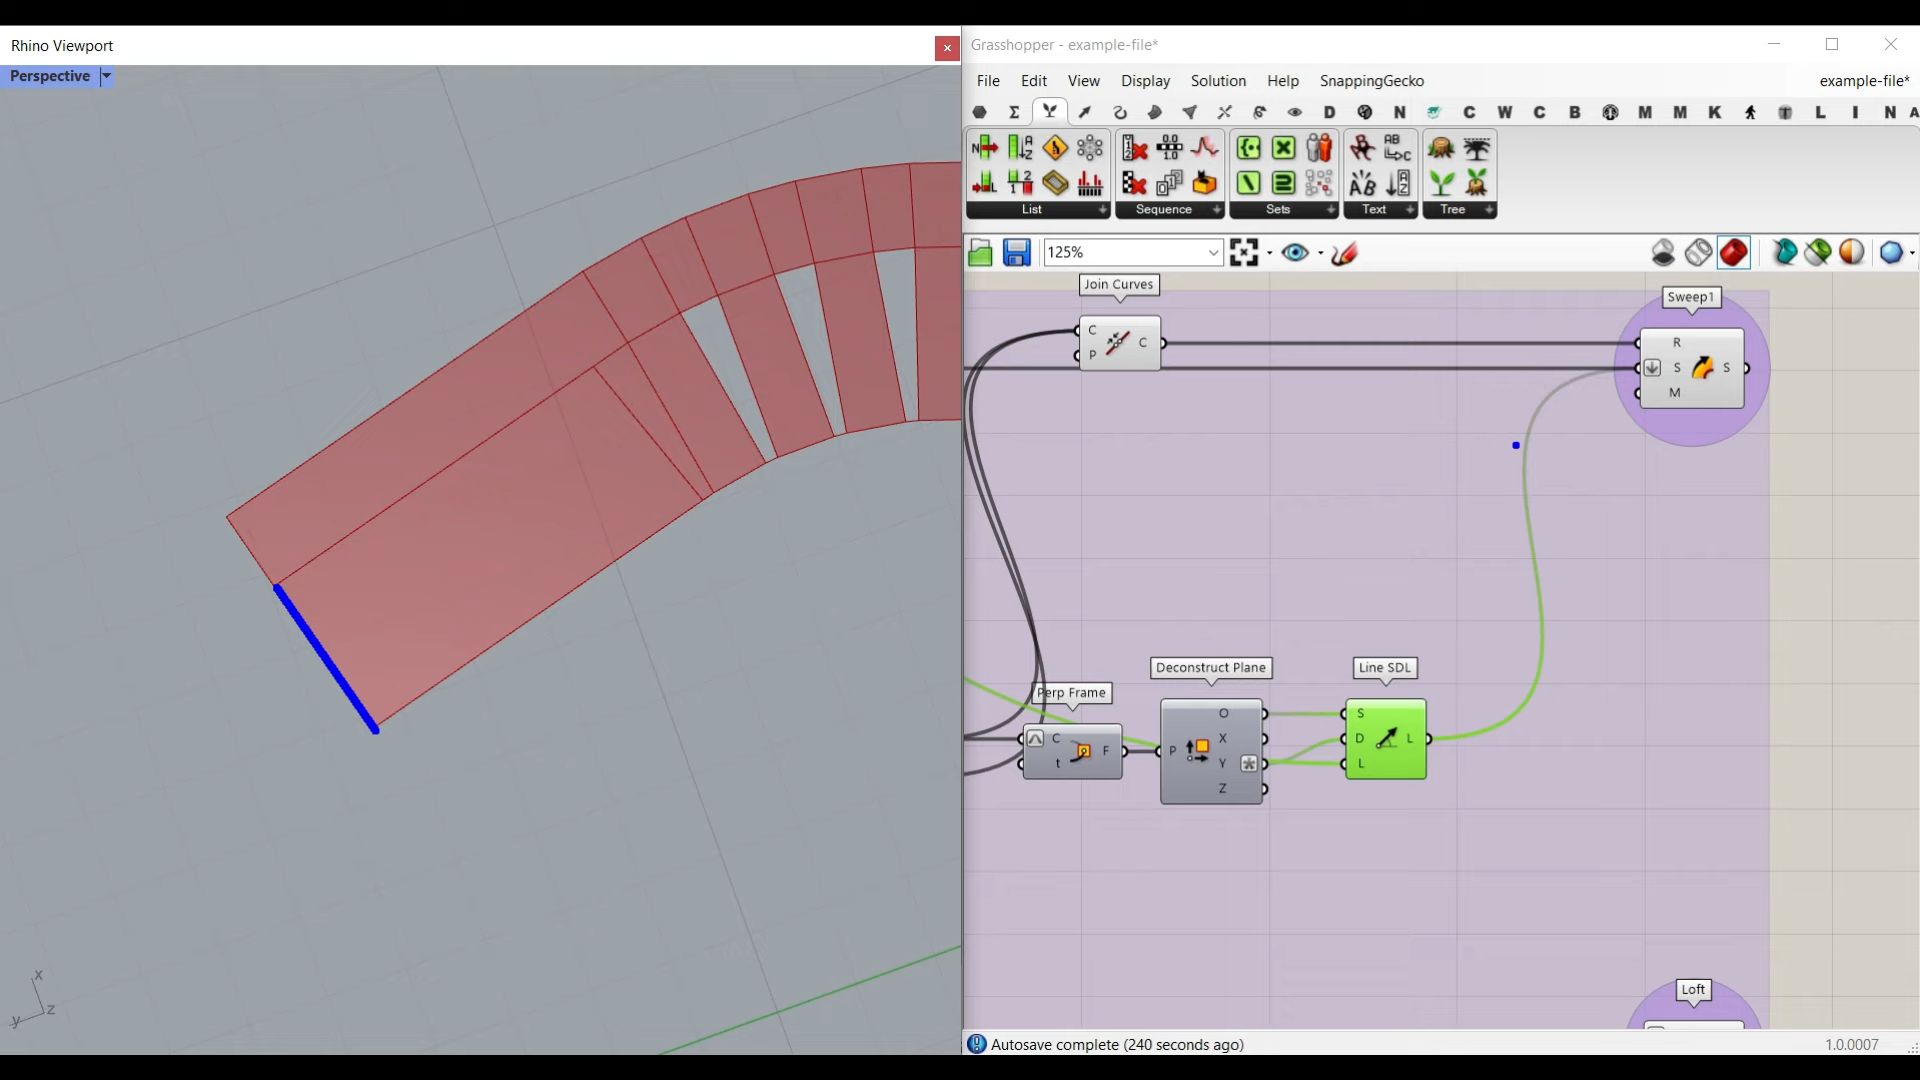 Rhino Viewport
Perspective
x
y
z
Grasshopper - example-file*
File Edit View Display Solution Help SnappingGecko example-file*
D N C W C B M M K L I N A
List Sequence Sets Text Tree
125%
Join Curves
C
P
C
Sweep1
R
S
M
S
Perp Frame
C
t
F
Deconstruct Plane
P
O
X
Y
Z
Line SDL
S
D
L
L
Loft
Autosave complete (240 seconds ago)
1.0.0007